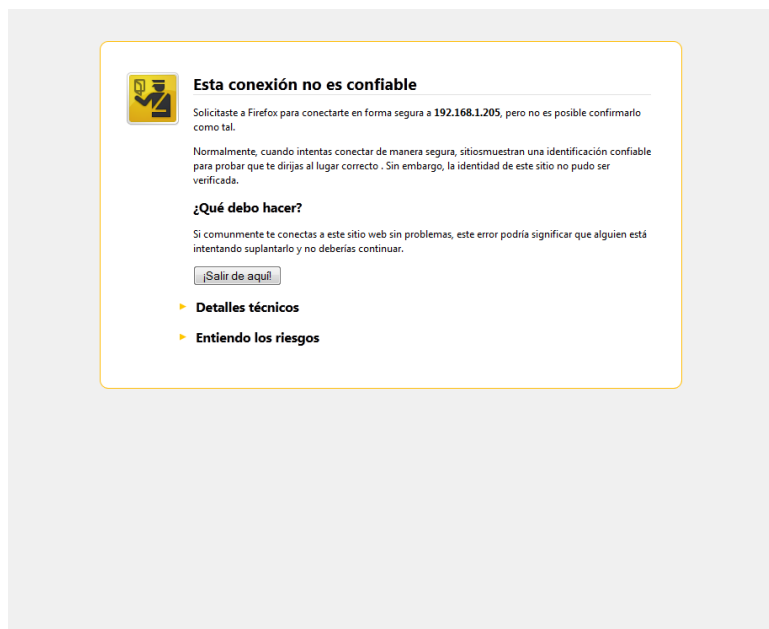 Esta conexión no es confiable
Solicitaste a Firefox para conectarte en forma segura a 192.168.1.205, pero no es posible confirmarlo
como tal.
Normalmente, cuando intentas conectar de manera segura, sitiosmuestran una identificación confiable
para probar que te dirijas al lugar correcto . Sin embargo, la identidad de este sitio no pudo ser
verificada.
¿Qué debo hacer?
Si comunmente te conectas a este sitio web sin problemas, este error podría significar que alguien está
intentando suplantarlo y no deberías continuar.
¡Salir de aquí!
Detalles técnicos
Entiendo los riesgos